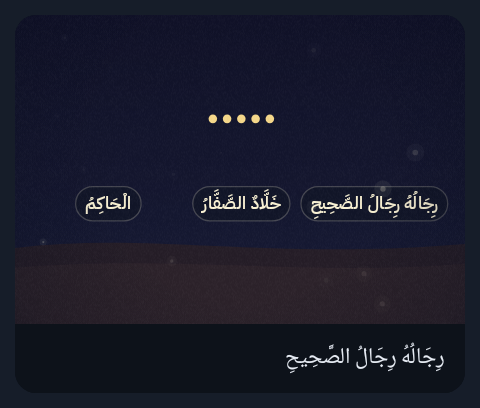 رِجَالُهُ رِجَالُ الصَّحِيحِ خَلَّادٌ الصَّفَّارُ الْحَاكِمُ
رِجَالُهُ رِجَالُ الصَّحِيحِ